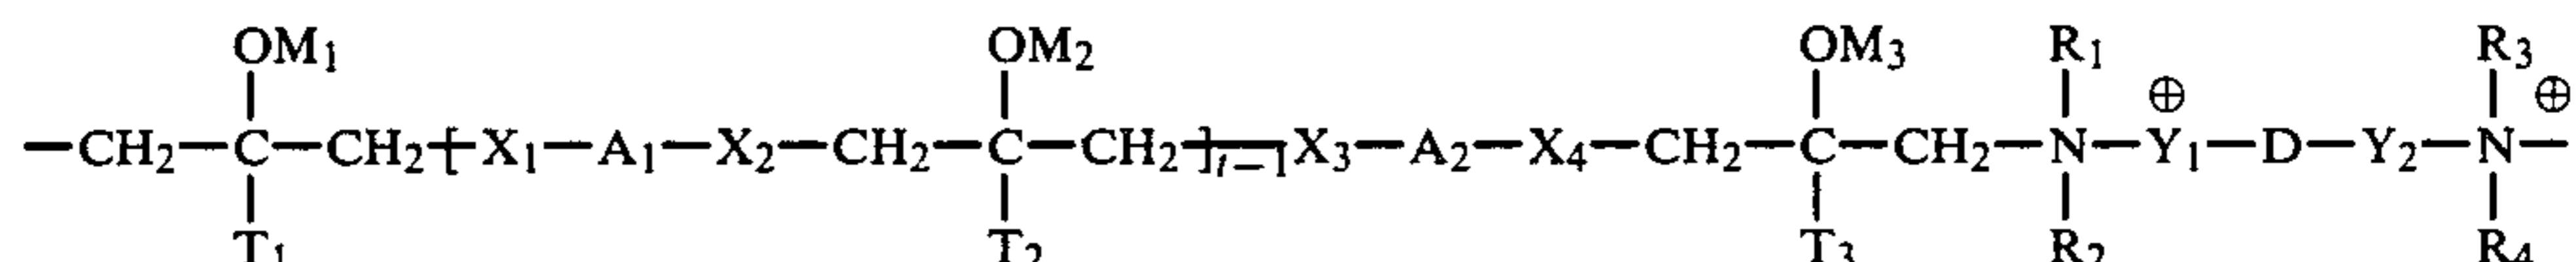 OM1 OM2 OM3 R1 R3
—CH2—C—CH2—[X1—A1—X2—CH2—C—CH2]t−1—X3—A2—X4—CH2—C—CH2—N⊕—Y1—D—Y2—N⊕—
T1 T2 T3 R2 R4